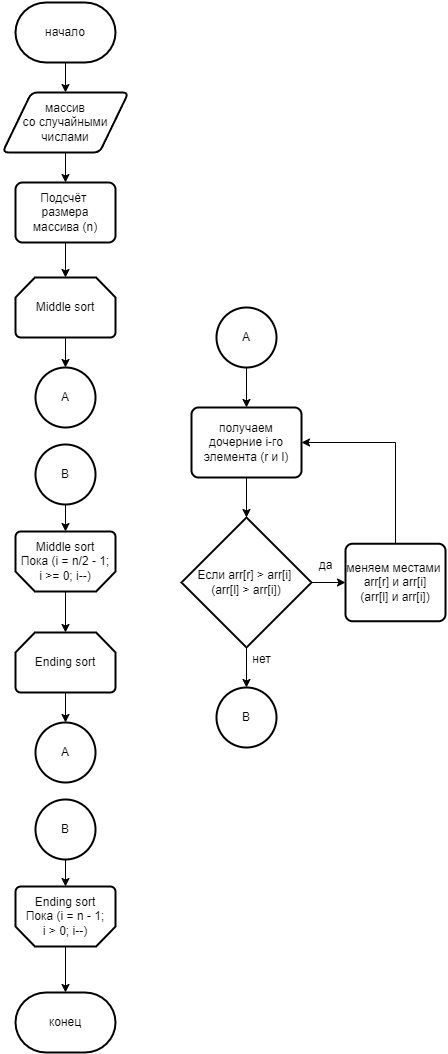 начало
массив
со случайными
числами
Подсчёт
размера
массива (n)
Middle sort
A
B
Middle sort
Пока (i = n/2 - 1;
i >= 0; i--)
Ending sort
A
B
Ending sort
Пока (i = n - 1;
i > 0; i--)
конец
A
получаем
дочерние i-го
элемента (r и l)
Если arr[r] > arr[i]
(arr[l] > arr[i])
да
меняем местами
arr[r] и arr[i]
(arr[l] и arr[i])
нет
B